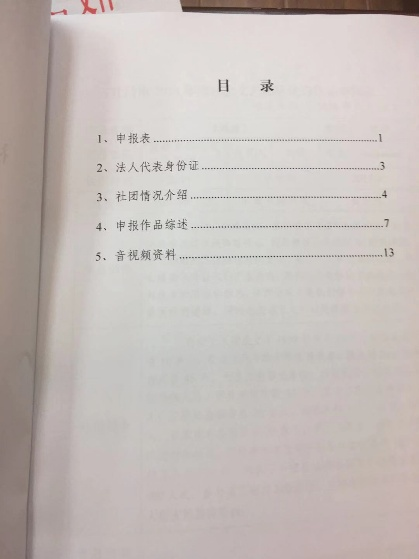 目 录
1、申报表...........................................................................1
2、法人代表身份证............................................................3
3、社团情况介绍................................................................4
4、申报作品综述................................................................7
5、音视频资料....................................................................13